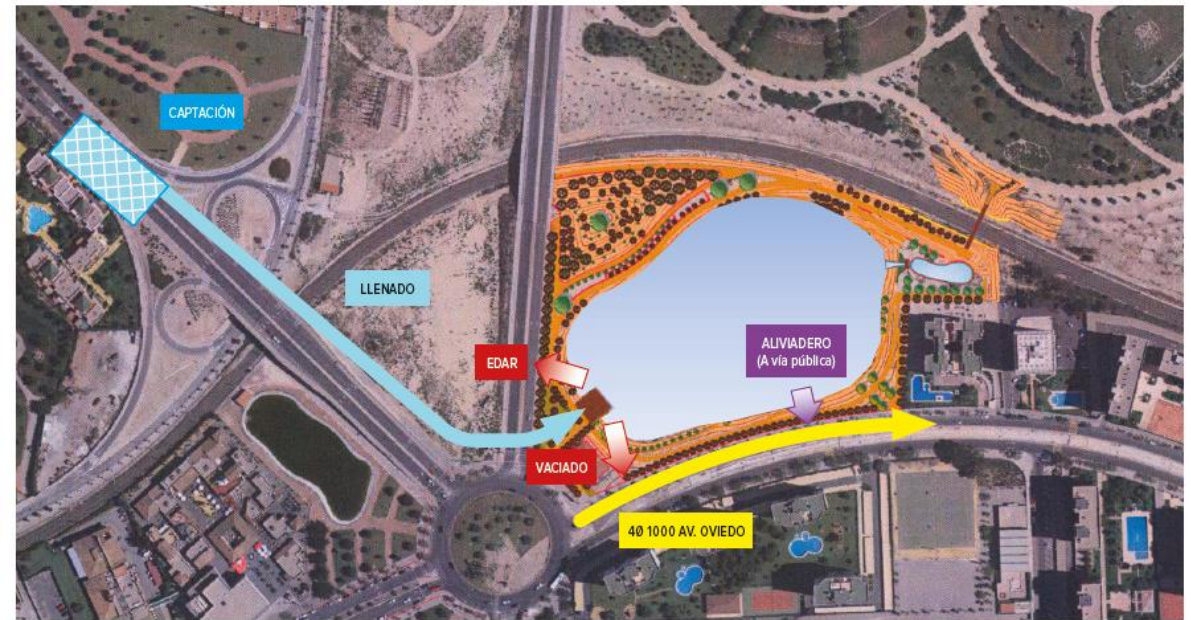 CAPTACIÓN
LLENADO
EDAR
ALIVIADERO
(A vía pública)
VACIADO
4Ø 1000 AV. OVIEDO